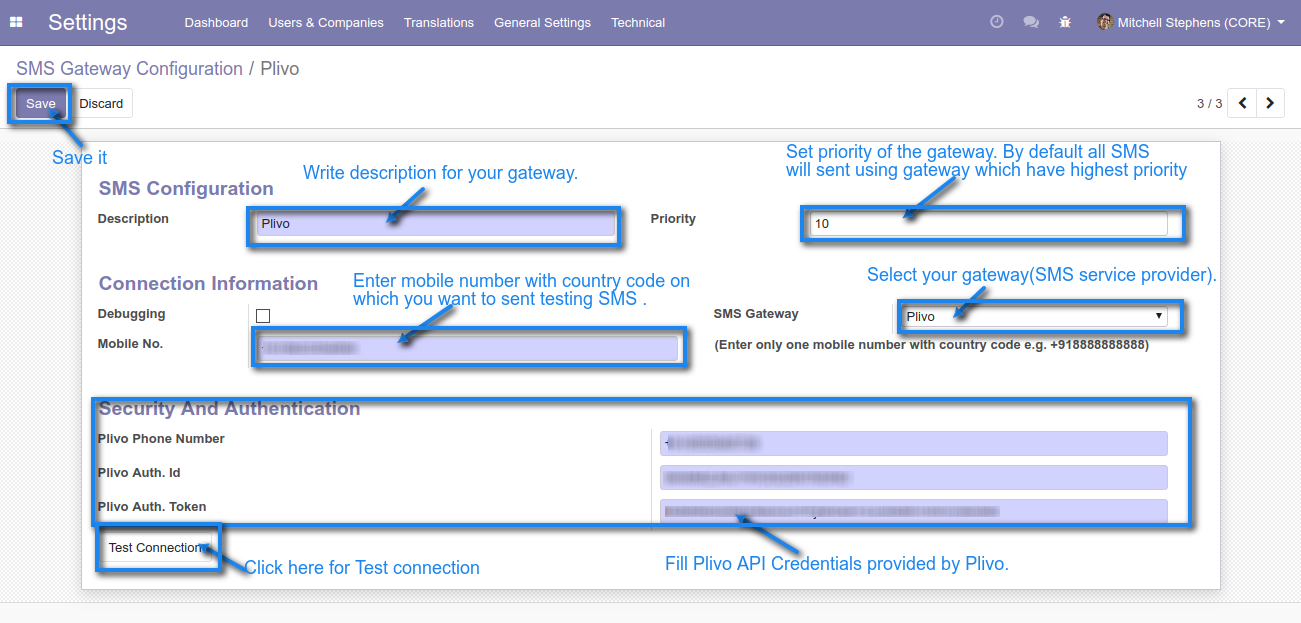 Settings
Dashboard
Users & Companies
Translations
General Settings
Technical
Mitchell Stephens (CORE)
SMS Gateway Configuration / Plivo
Save
Discard
3 / 3
Save it
Write description for your gateway.
Set priority of the gateway. By default all SMS
will sent using gateway which have highest priority
SMS Configuration
Description
Plivo
Priority
10
Connection Information
Enter mobile number with country code on
which you want to sent testing SMS .
Select your gateway(SMS service provider).
Debugging
SMS Gateway
Plivo
Mobile No.
(Enter only one mobile number with country code e.g. +918888888888)
Security And Authentication
Plivo Phone Number
Plivo Auth. Id
Plivo Auth. Token
Test Connection
Click here for Test connection
Fill Plivo API Credentials provided by Plivo.